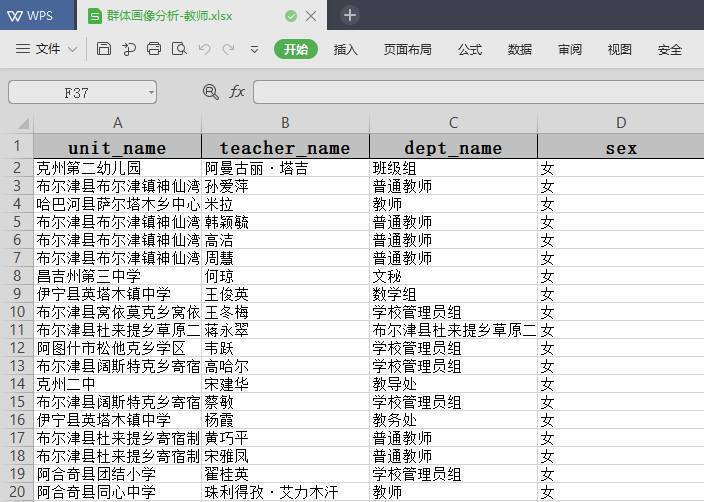 WPS 群体画像分析-教师.xlsx
文件 开始 插入 页面布局 公式 数据 审阅 视图 安全
F37 fx
A B C D
1 unit_name teacher_name dept_name sex
2 克州第二幼儿园 阿曼古丽·塔吉 班级组 女
3 布尔津县布尔津镇神仙湾 孙爱萍 普通教师 女
4 哈巴河县萨尔塔木乡中心 米拉 教师 女
5 布尔津县布尔津镇神仙湾 韩颖毓 普通教师 女
6 布尔津县布尔津镇神仙湾 高洁 普通教师 女
7 布尔津县布尔津镇神仙湾 周慧 普通教师 女
8 昌吉州第三中学 何琼 文秘 女
9 伊宁县英塔木镇中学 王俊英 数学组 女
10 布尔津县窝依莫克乡窝依 王冬梅 学校管理员组 女
11 布尔津县杜来提乡草原二 蒋永翠 布尔津县杜来提乡草原二 女
12 阿图什市松他克乡学区 韦跃 学校管理员组 女
13 布尔津县阔斯特克乡寄宿 高哈尔 学校管理员组 女
14 克州二中 宋建华 教导处 女
15 布尔津县阔斯特克乡寄宿 蔡敏 学校管理员组 女
16 伊宁县英塔木镇中学 杨霞 教务处 女
17 布尔津县杜来提乡寄宿制 黄巧平 普通教师 女
18 布尔津县杜来提乡寄宿制 宋雅凤 普通教师 女
19 阿合奇县团结小学 翟桂英 学校管理员组 女
20 阿合奇县同心中学 珠利得孜·艾力木汗 教师 女